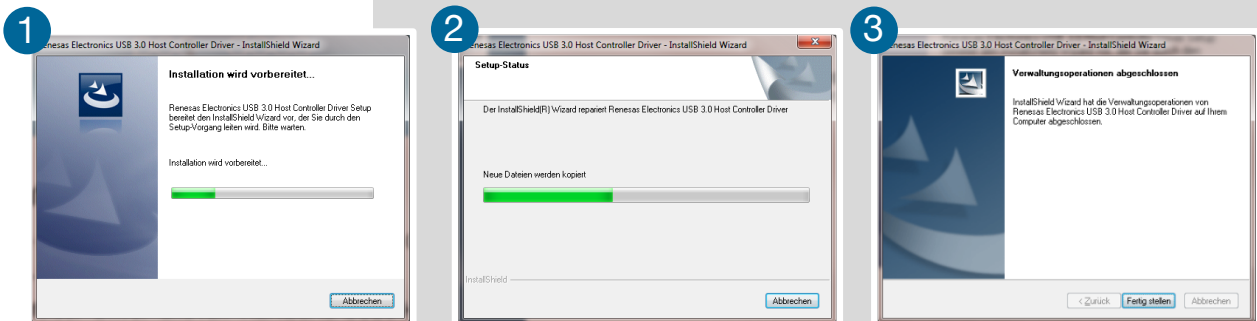 1
enesas Electronics USB 3.0 Host Controller Driver - InstallShield Wizard
Installation wird vorbereitet...
Renesas Electronics USB 3.0 Host Controller Driver Setup
bereitet den InstallShield Wizard vor, der Sie durch den
Setup-Vorgang leiten wird. Bitte warten.
Installation wird vorbereitet...
Abbrechen
2
enesas Electronics USB 3.0 Host Controller Driver - InstallShield Wizard
Setup-Status
Der InstallShield(R) Wizard repariert Renesas Electronics USB 3.0 Host Controller Driver
Neue Dateien werden kopiert
InstallShield
Abbrechen
3
enesas Electronics USB 3.0 Host Controller Driver - InstallShield Wizard
Verwaltungsoperationen abgeschlossen
InstallShield Wizard hat die Verwaltungsoperationen von
Renesas Electronics USB 3.0 Host Controller Driver auf Ihrem
Computer abgeschlossen.
< Zurück Fertig stellen Abbrechen